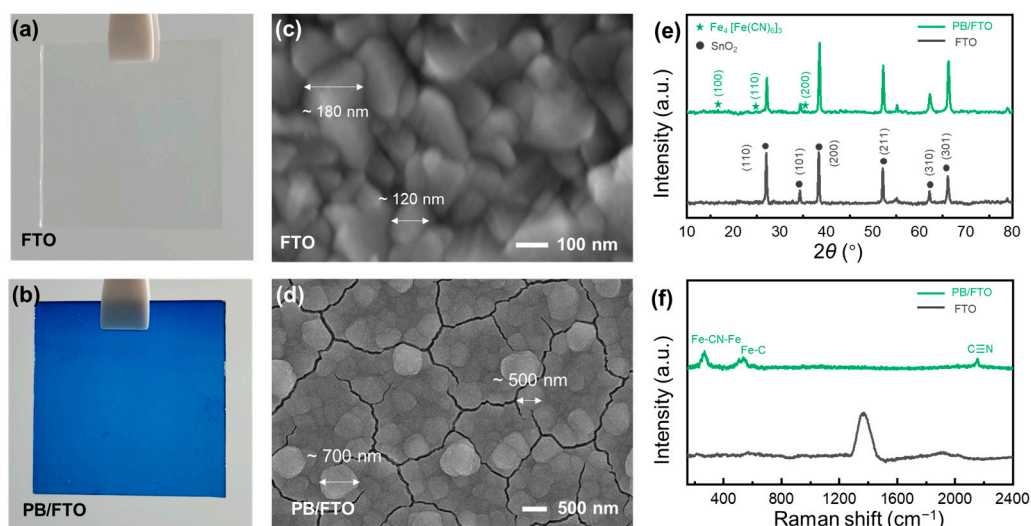 (a)
FTO
(b)
PB/FTO
(c)
~ 180 nm
~ 120 nm
FTO
100 nm
(d)
~ 500 nm
~ 700 nm
PB/FTO
500 nm
(e)
★ Fe₄ [Fe(CN)₆]₃
● SnO₂
PB/FTO
FTO
(100)
(110)
(200)
(110)
(101)
(200)
(211)
(310)
(301)
Intensity (a.u.)
10 20 30 40 50 60 70 80
2θ (°)
(f)
PB/FTO
FTO
Fe-CN-Fe
Fe-C
C≡N
Intensity (a.u.)
400 800 1200 1600 2000 2400
Raman shift (cm⁻¹)